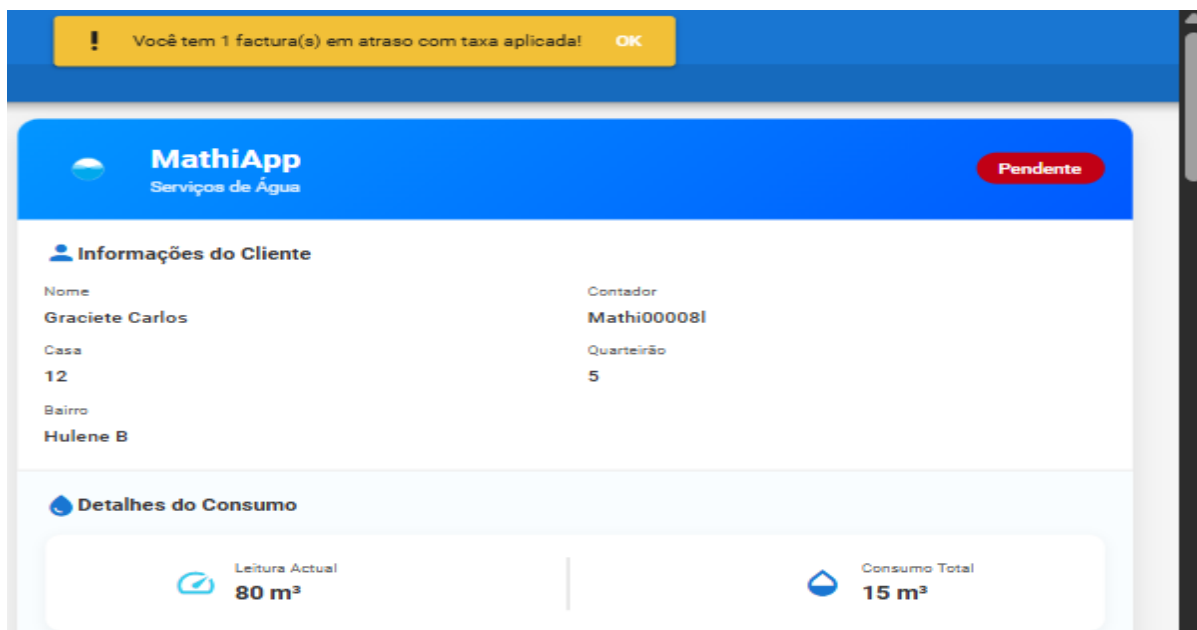 Você tem 1 factura(s) em atraso com taxa aplicada! OK
MathiApp
Serviços de Água
Pendente
Informações do Cliente
Nome
Graciete Carlos
Contador
Mathi00008l
Casa
12
Quarteirão
5
Bairro
Hulene B
Detalhes do Consumo
Leitura Actual
80 m³
Consumo Total
15 m³